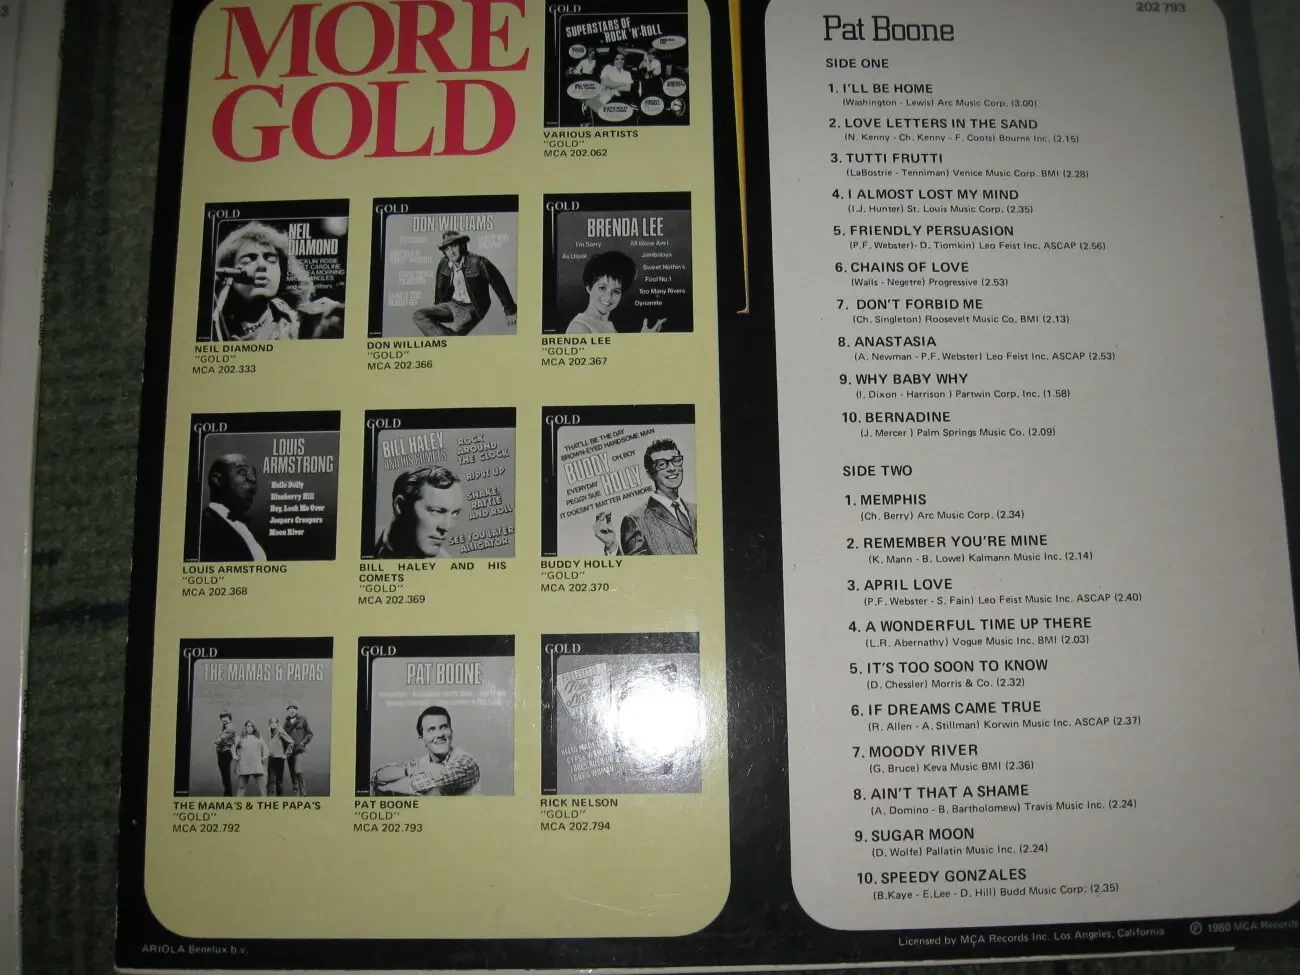 MORE
GOLD
GOLD
SUPERSTARS OF
ROCK 'N' ROLL
VARIOUS ARTISTS
"GOLD"
MCA 202.062
GOLD
NEIL
DIAMOND
and many others
NEIL DIAMOND
"GOLD"
MCA 202.333
GOLD
DON WILLIAMS
DON WILLIAMS
"GOLD"
MCA 202.366
GOLD
BRENDA LEE
I'm Sorry
All Alone Am I
As Usual
Jambalaya
Sweet Nothin's
Fool No.1
Too Many Rivers
Dynamite
BRENDA LEE
"GOLD"
MCA 202.367
GOLD
LOUIS
ARMSTRONG
Hello Dolly
Blueberry Hill
Hey, Look Me Over
Jeepers Creepers
Moon River
LOUIS ARMSTRONG
"GOLD"
MCA 202.368
GOLD
BILL HALEY
AND HIS COMETS
ROCK
AROUND
THE CLOCK
RIP IT UP
SHAKE,
RATTLE
AND ROLL
SEE YOU LATER
ALLIGATOR
BILL HALEY AND HIS
COMETS
"GOLD"
MCA 202.369
GOLD
THAT'LL BE THE DAY
BROWN-EYED HANDSOME MAN
BUDDY
OH, BOY
HOLLY
EVERYDAY
PEGGY SUE
IT DOESN'T MATTER ANYMORE
BUDDY HOLLY
"GOLD"
MCA 202.370
GOLD
THE MAMAS & PAPAS
THE MAMA'S & THE PAPA'S
"GOLD"
MCA 202.792
GOLD
PAT BOONE
PAT BOONE
"GOLD"
MCA 202.793
GOLD
RICK NELSON
"GOLD"
MCA 202.794
ARIOLA Benelux b.v.
202 793
Pat Boone
SIDE ONE
1. I'LL BE HOME
(Washington - Lewis) Arc Music Corp. (3.00)
2. LOVE LETTERS IN THE SAND
(N. Kenny - Ch. Kenny - F. Coots) Bourne Inc. (2.15)
3. TUTTI FRUTTI
(LaBostrie - Tenniman) Venice Music Corp. BMI (2.28)
4. I ALMOST LOST MY MIND
(I.J. Hunter) St. Louis Music Corp. (2.35)
5. FRIENDLY PERSUASION
(P.F. Webster)- D. Tiomkin) Leo Feist Inc. ASCAP (2.56)
6. CHAINS OF LOVE
(Walls - Negetre) Progressive (2,53)
7. DON'T FORBID ME
(Ch. Singleton) Roosevelt Music Co. BMI (2.13)
8. ANASTASIA
(A. Newman - P.F. Webster) Leo Feist Inc. ASCAP (2.53)
9. WHY BABY WHY
(I. Dixon - Harrison ) Partwin Corp. Inc. (1.58)
10. BERNADINE
(J. Mercer ) Palm Springs Music Co. (2.09)
SIDE TWO
1. MEMPHIS
(Ch. Berry) Arc Music Corp. (2.34)
2. REMEMBER YOU'RE MINE
(K. Mann - B. Lowe) Kalmann Music Inc. (2.14)
3. APRIL LOVE
(P.F. Webster - S. Fain) Leo Feist Music Inc. ASCAP (2.40)
4. A WONDERFUL TIME UP THERE
(L.R. Abernathy) Vogue Music Inc. BMI (2.03)
5. IT'S TOO SOON TO KNOW
(D. Chessler) Morris & Co. (2.32)
6. IF DREAMS CAME TRUE
(R. Allen - A. Stillman) Korwin Music Inc. ASCAP (2.37)
7. MOODY RIVER
(G. Bruce) Keva Music BMI (2.36)
8. AIN'T THAT A SHAME
(A. Domino - B. Bartholomew) Travis Music Inc. (2.24)
9. SUGAR MOON
(D. Wolfe) Pallatin Music Inc. (2.24)
10. SPEEDY GONZALES
(B.Kaye - E.Lee - D. Hill) Budd Music Corp. (2.35)
Licensed by MCA Records Inc. Los Angeles, California ℗ 1980 MCA Records